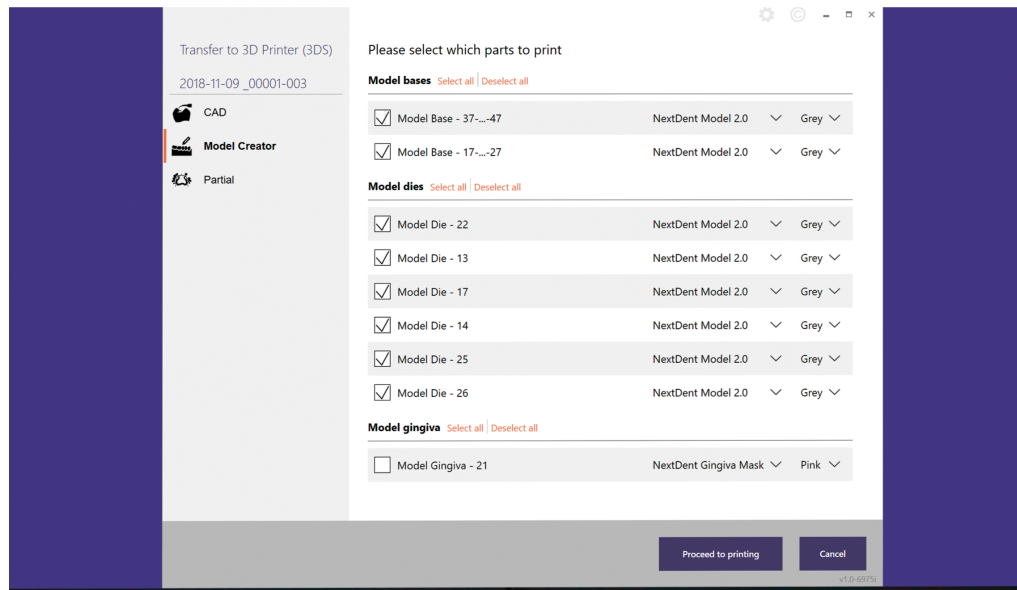 Transfer to 3D Printer (3DS)
2018-11-09 _00001-003
CAD
Model Creator
Partial
Please select which parts to print
Model bases Select all Deselect all
Model Base - 37-...-47 NextDent Model 2.0 Grey
Model Base - 17-...-27 NextDent Model 2.0 Grey
Model dies Select all Deselect all
Model Die - 22 NextDent Model 2.0 Grey
Model Die - 13 NextDent Model 2.0 Grey
Model Die - 17 NextDent Model 2.0 Grey
Model Die - 14 NextDent Model 2.0 Grey
Model Die - 25 NextDent Model 2.0 Grey
Model Die - 26 NextDent Model 2.0 Grey
Model gingiva Select all Deselect all
Model Gingiva - 21 NextDent Gingiva Mask Pink
Proceed to printing Cancel
v1.0-6975i